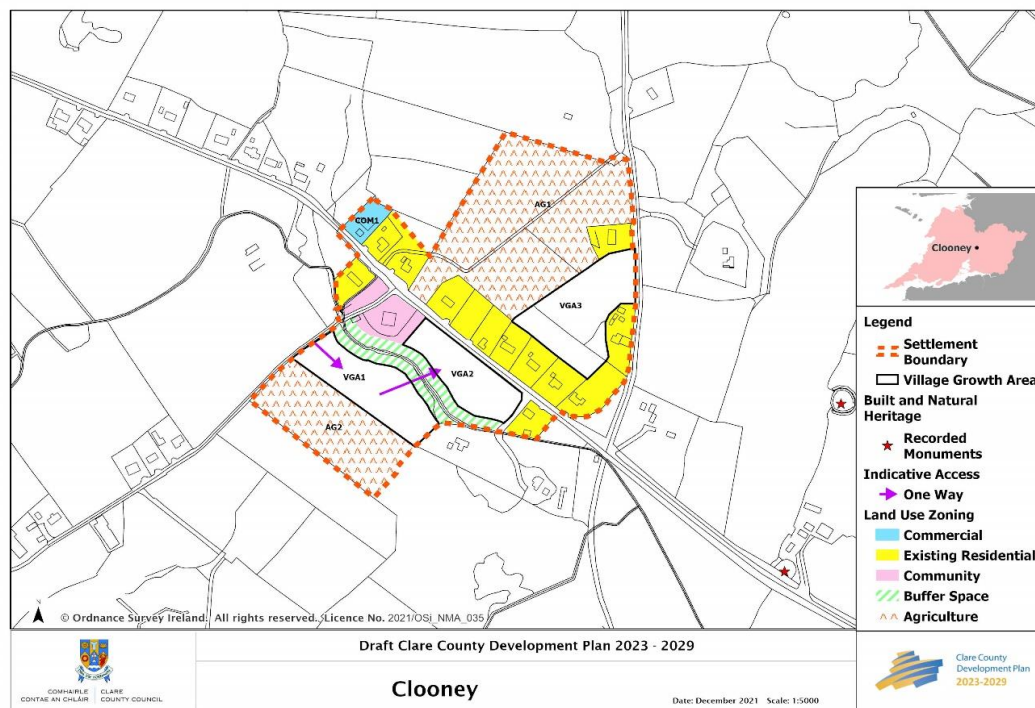 COM1
AG1
VGA3
VGA1
VGA2
AG2
Clooney
Legend
Settlement
Boundary
Village Growth Area
Built and Natural
Heritage
Recorded
Monuments
Indicative Access
One Way
Land Use Zoning
Commercial
Existing Residential
Community
Buffer Space
Agriculture
N
© Ordnance Survey Ireland. All rights reserved. Licence No. 2021/OSi_NMA_035
Draft Clare County Development Plan 2023 - 2029
Clooney
Date: December 2021 Scale: 1:5000
COMHAIRLE CONTAE AN CHLÁIR
CLARE COUNTY COUNCIL
Clare County
Development Plan
2023-2029